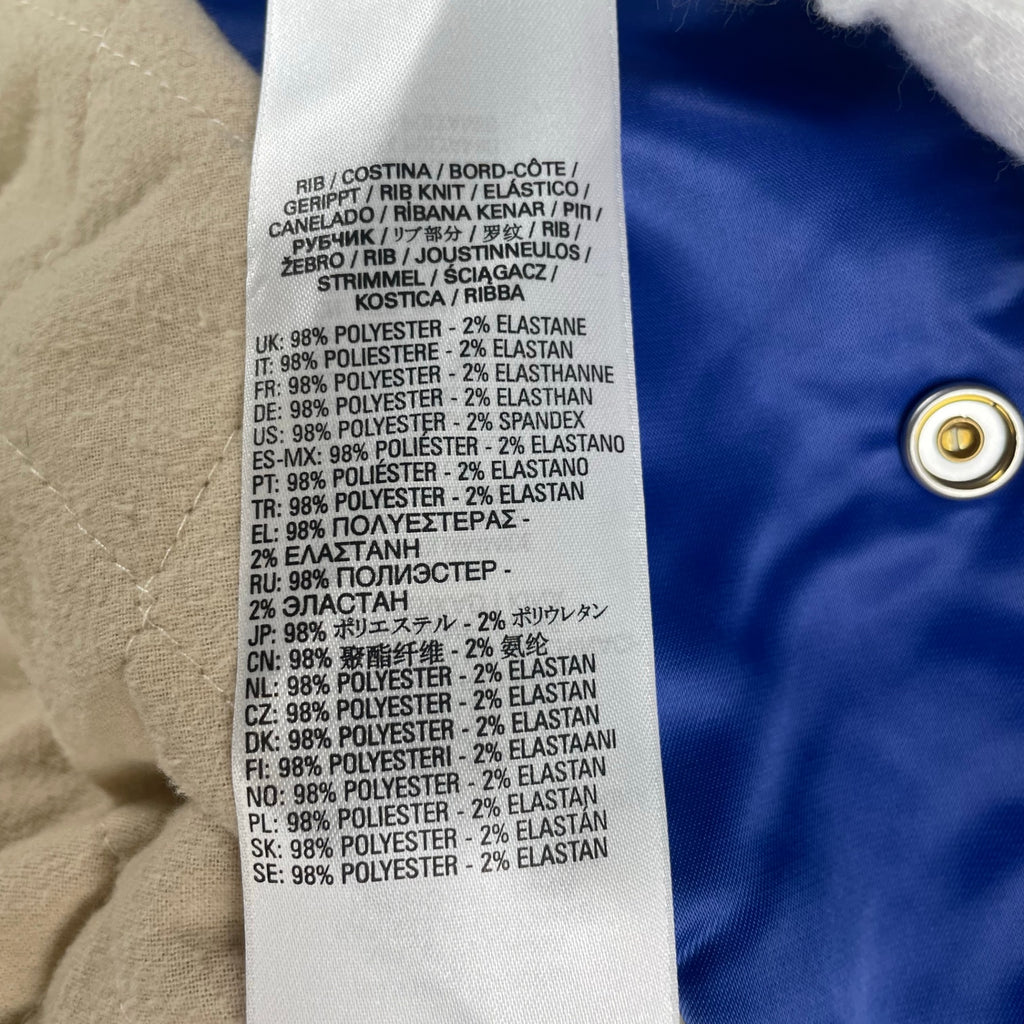 RIB / COSTINA / BORD-CÔTE /
GERIPPT / RIB KNIT / ELÁSTICO /
CANELADO / RİBANA KENAR / ΡΙΠ /
РУБЧИК / リブ部分 / 罗纹 / RIB /
ŽEBRO / RIB / JOUSTINNEULOS /
STRIMMEL / ŚCIĄGACZ /
KOSTICA / RIBBA
UK: 98% POLYESTER - 2% ELASTANE
IT: 98% POLIESTERE - 2% ELASTAN
FR: 98% POLYESTER - 2% ELASTHANNE
DE: 98% POLYESTER - 2% ELASTHAN
US: 98% POLYESTER - 2% SPANDEX
ES-MX: 98% POLIÉSTER - 2% ELASTANO
PT: 98% POLIÉSTER - 2% ELASTANO
TR: 98% POLYESTER - 2% ELASTAN
EL: 98% ΠΟΛΥΕΣΤΕΡΑΣ -
2% ΕΛΑΣΤΑΝΗ
RU: 98% ПОЛИЭСТЕР -
2% ЭЛАСТАН
JP: 98% ポリエステル - 2% ポリウレタン
CN: 98% 聚酯纤维 - 2% 氨纶
NL: 98% POLYESTER - 2% ELASTAN
CZ: 98% POLYESTER - 2% ELASTAN
DK: 98% POLYESTER - 2% ELASTAN
FI: 98% POLYESTERI - 2% ELASTAANI
NO: 98% POLYESTER - 2% ELASTAN
PL: 98% POLIESTER - 2% ELASTAN
SK: 98% POLYESTER - 2% ELASTÁN
SE: 98% POLYESTER - 2% ELASTAN